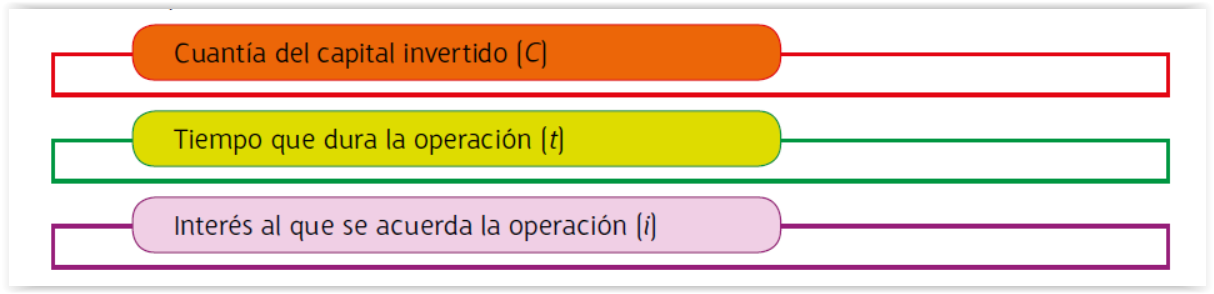 Cuantía del capital invertido (C)
Tiempo que dura la operación (t)
Interés al que se acuerda la operación (i)